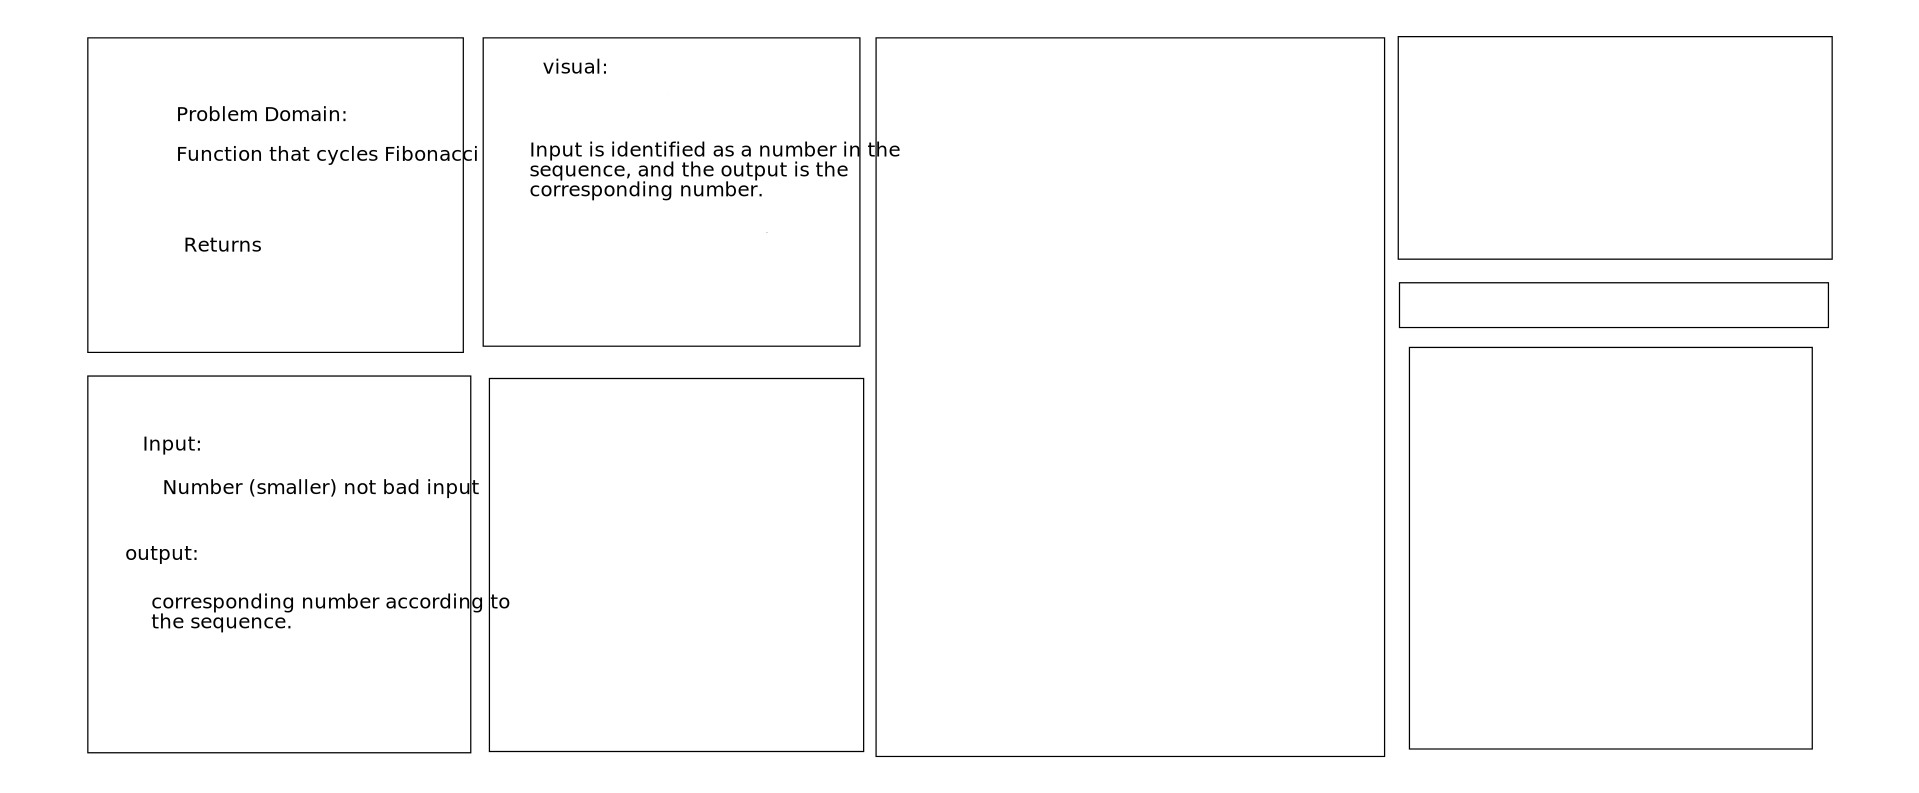 Problem Domain:
Function that cycles Fibonacci
Returns
visual:
Input is identified as a number in the
sequence, and the output is the
corresponding number.
Input:
Number (smaller) not bad input
output:
corresponding number according to
the sequence.